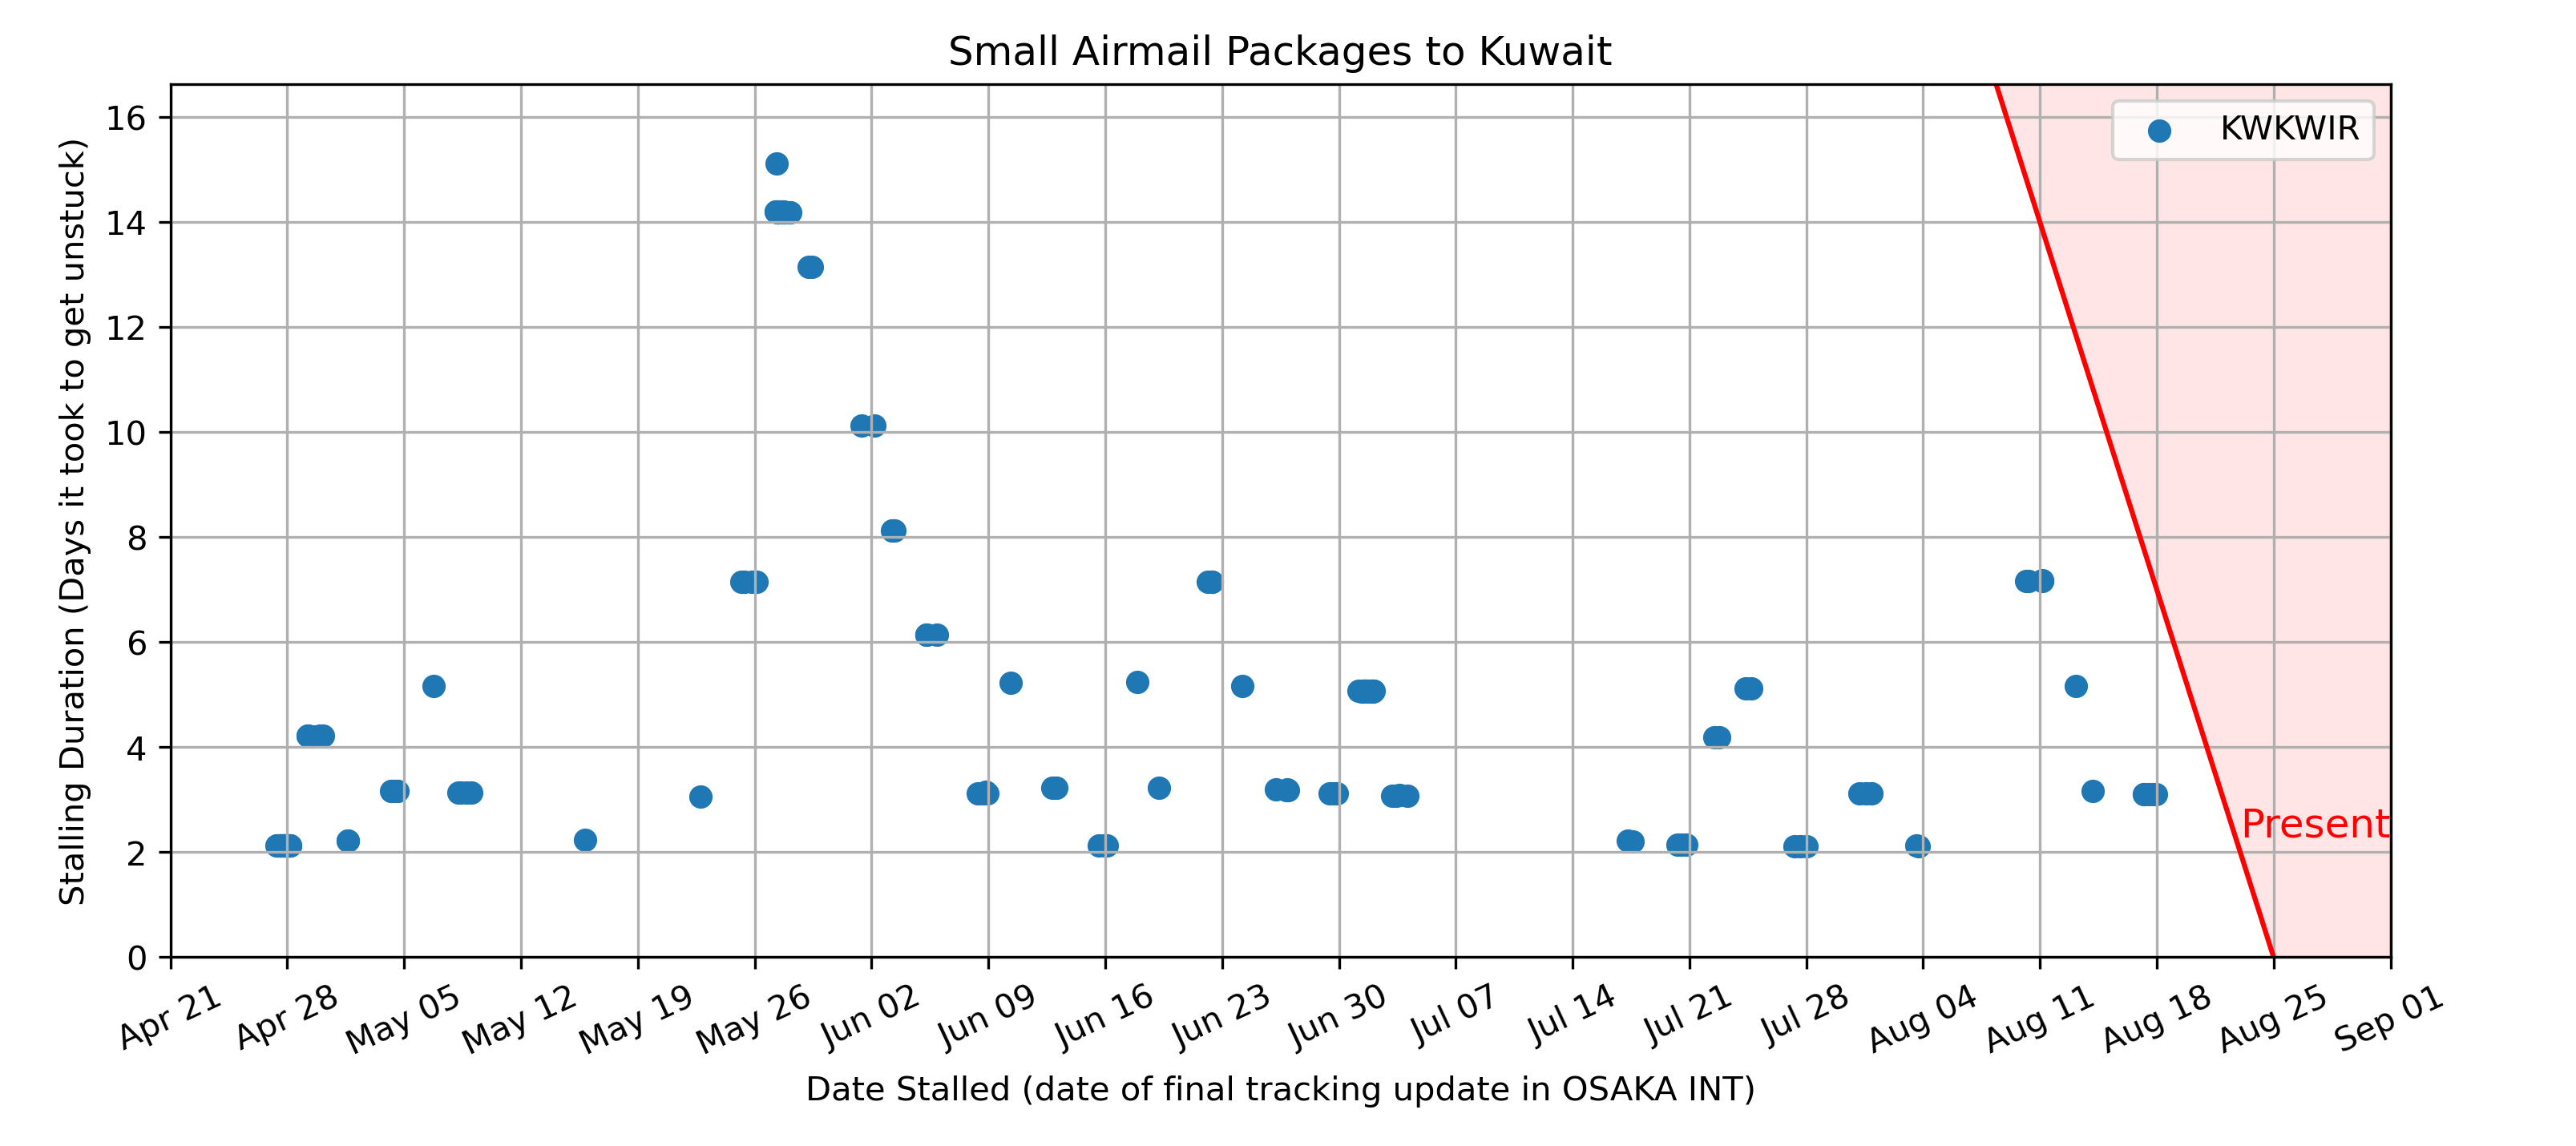 Small Airmail Packages to Kuwait
KWKWIR
Stalling Duration (Days it took to get unstuck)
16
14
12
10
8
6
4
2
0
Present
Apr 21
Apr 28
May 05
May 12
May 19
May 26
Jun 02
Jun 09
Jun 16
Jun 23
Jun 30
Jul 07
Jul 14
Jul 21
Jul 28
Aug 04
Aug 11
Aug 18
Aug 25
Sep 01
Date Stalled (date of final tracking update in OSAKA INT)